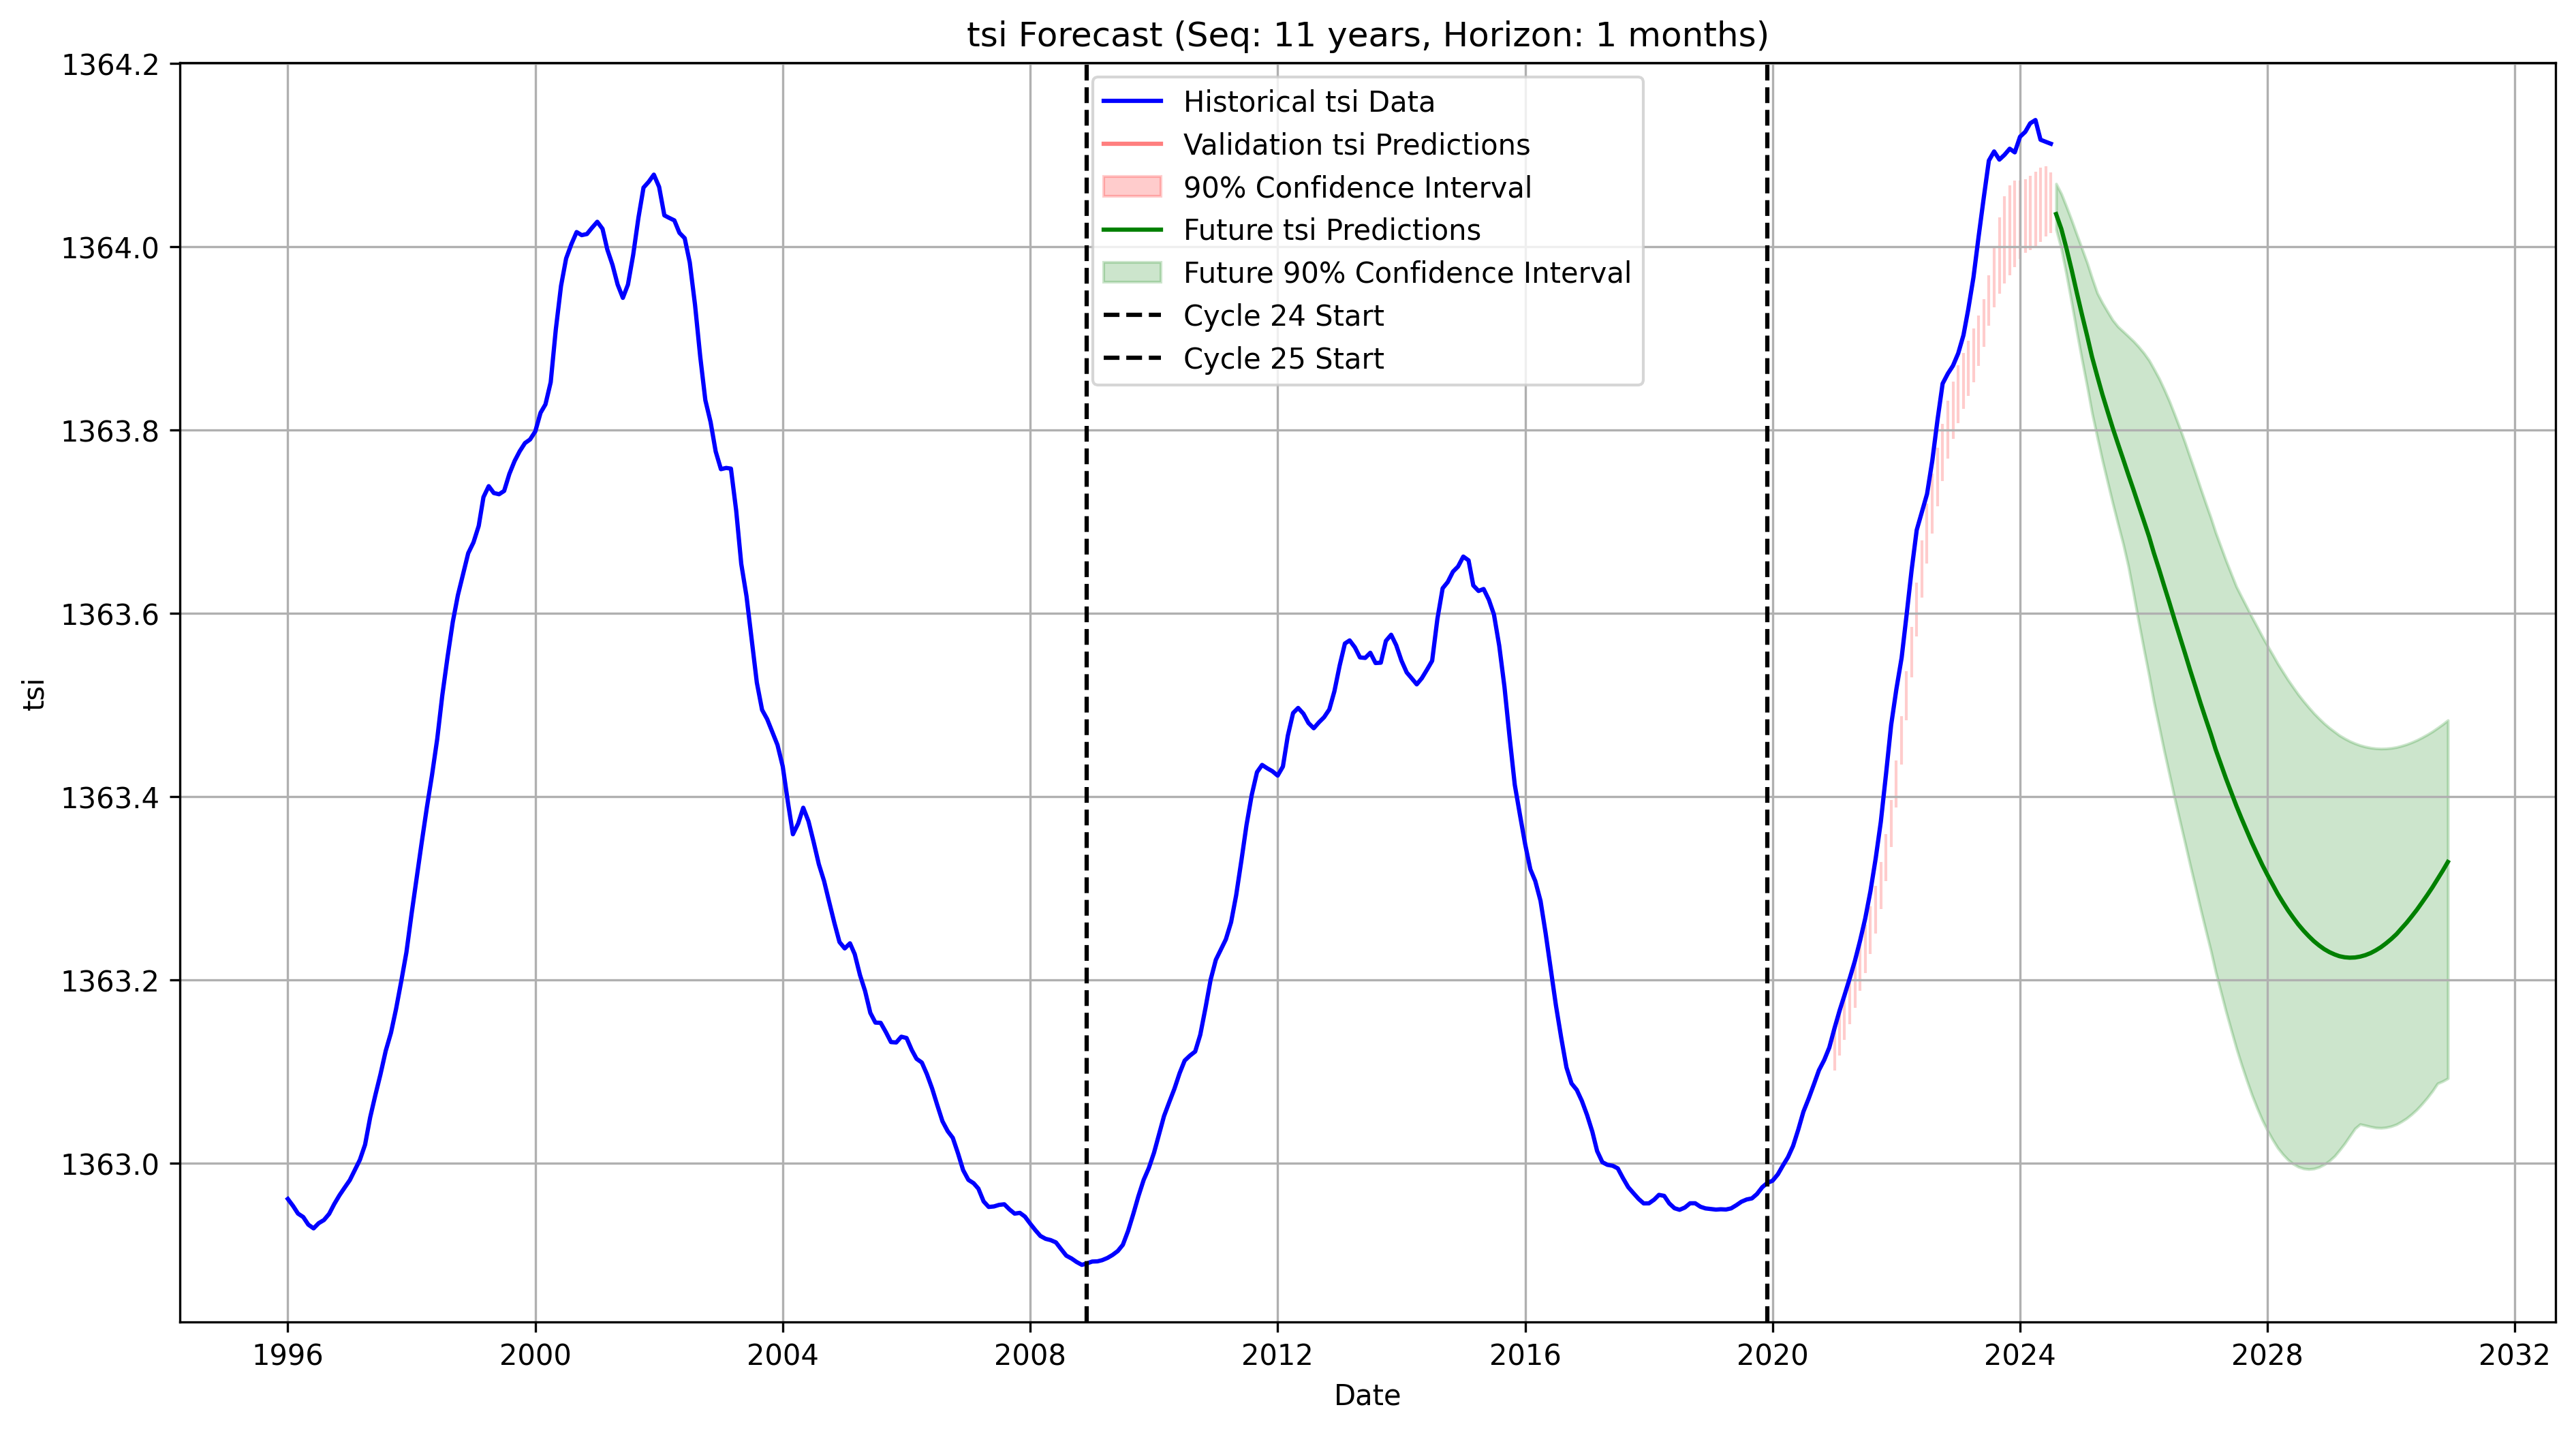 tsi Forecast (Seq: 11 years, Horizon: 1 months)
1364.2
1364.0
1363.8
1363.6
1363.4
1363.2
1363.0
tsi
Historical tsi Data
Validation tsi Predictions
90% Confidence Interval
Future tsi Predictions
Future 90% Confidence Interval
Cycle 24 Start
Cycle 25 Start
1996 2000 2004 2008 2012 2016 2020 2024 2028 2032
Date